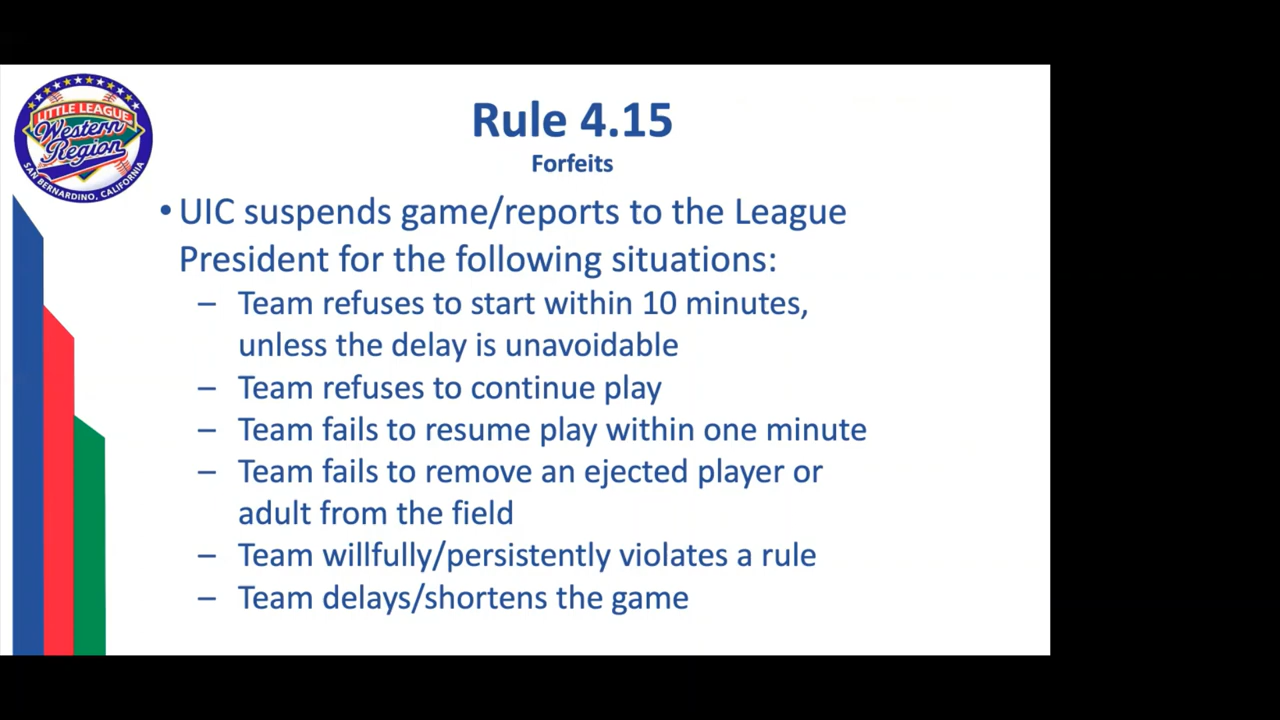 LITTLE LEAGUE
Western
Region
SAN BERNARDINO, CALIFORNIA
Rule 4.15
Forfeits
• UIC suspends game/reports to the League
President for the following situations:
– Team refuses to start within 10 minutes,
unless the delay is unavoidable
– Team refuses to continue play
– Team fails to resume play within one minute
– Team fails to remove an ejected player or
adult from the field
– Team willfully/persistently violates a rule
– Team delays/shortens the game